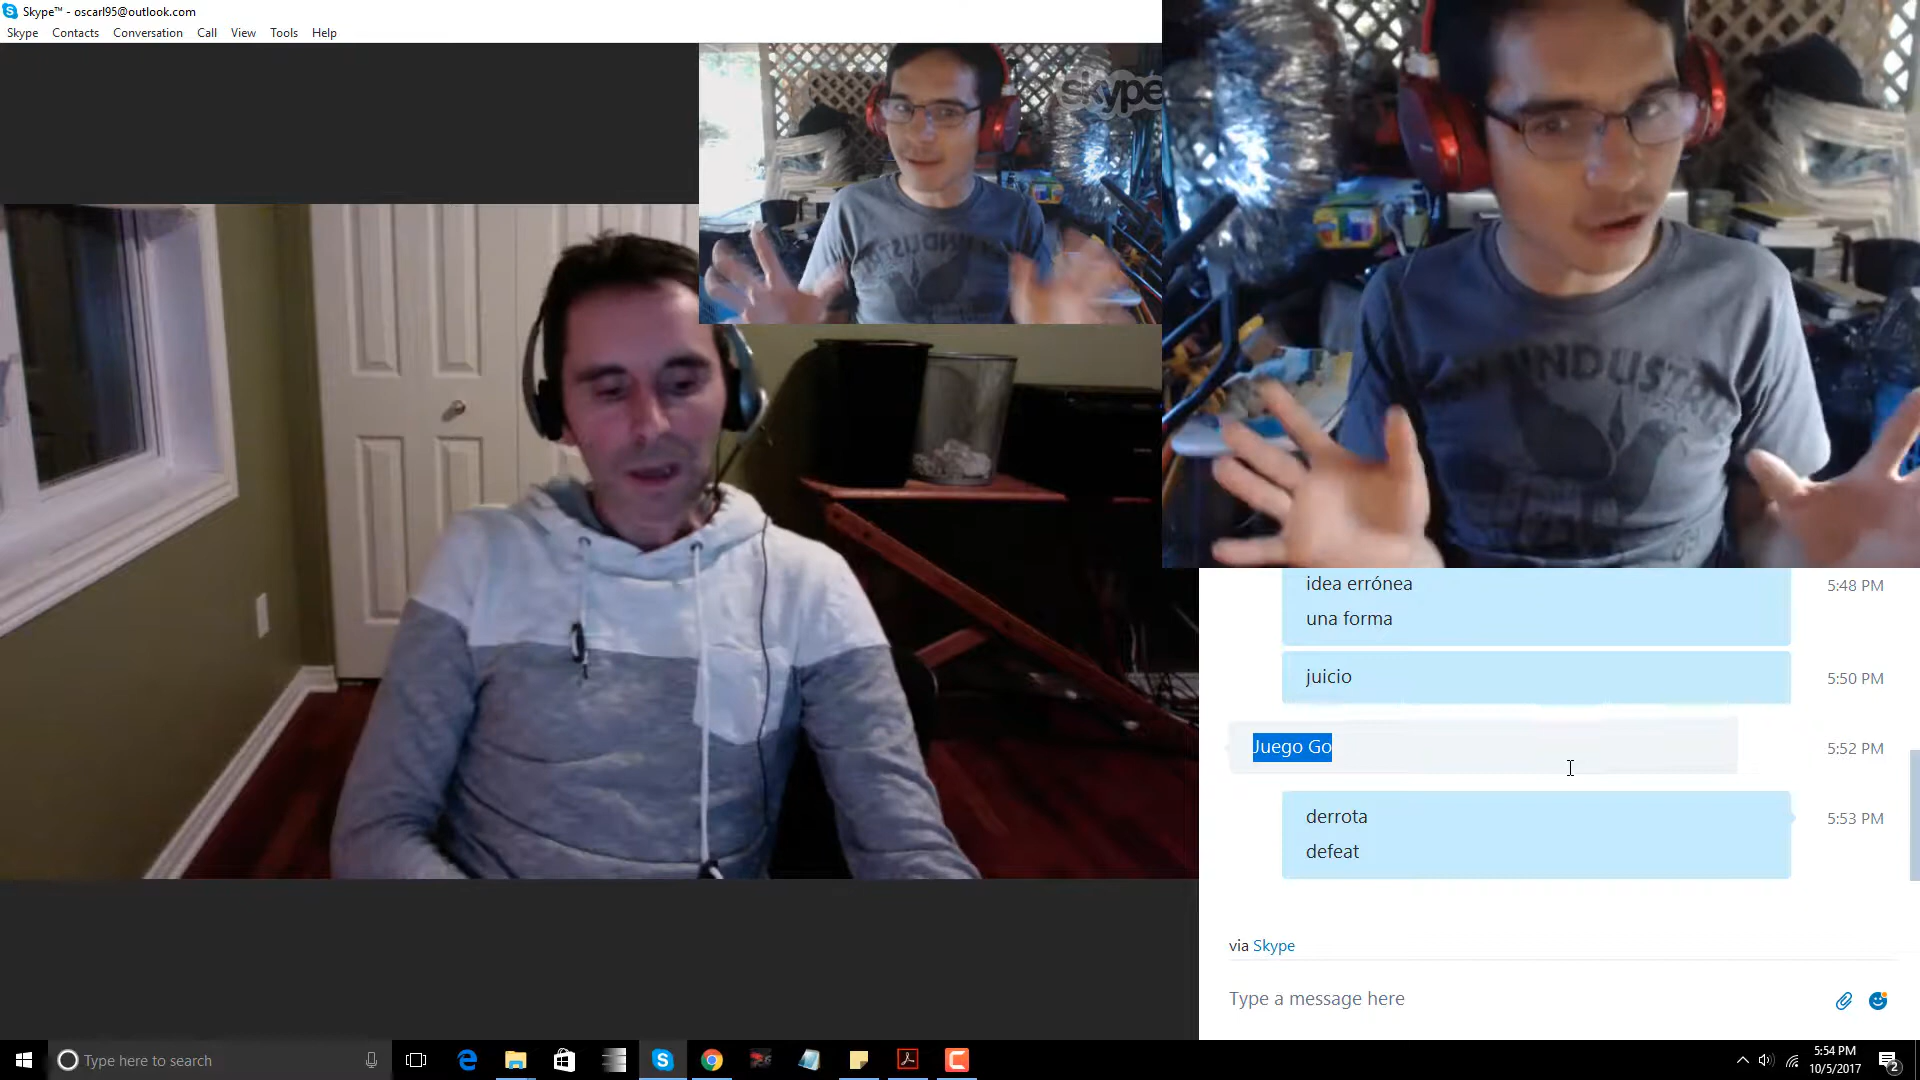 Skype™ - oscarl95@outlook.com
Skype Contacts Conversation Call View Tools Help
skype
idea errónea
5:48 PM
una forma
juicio
5:50 PM
Juego Go
5:52 PM
derrota
5:53 PM
defeat
via Skype
Type a message here
Type here to search
5:54 PM
10/5/2017
2